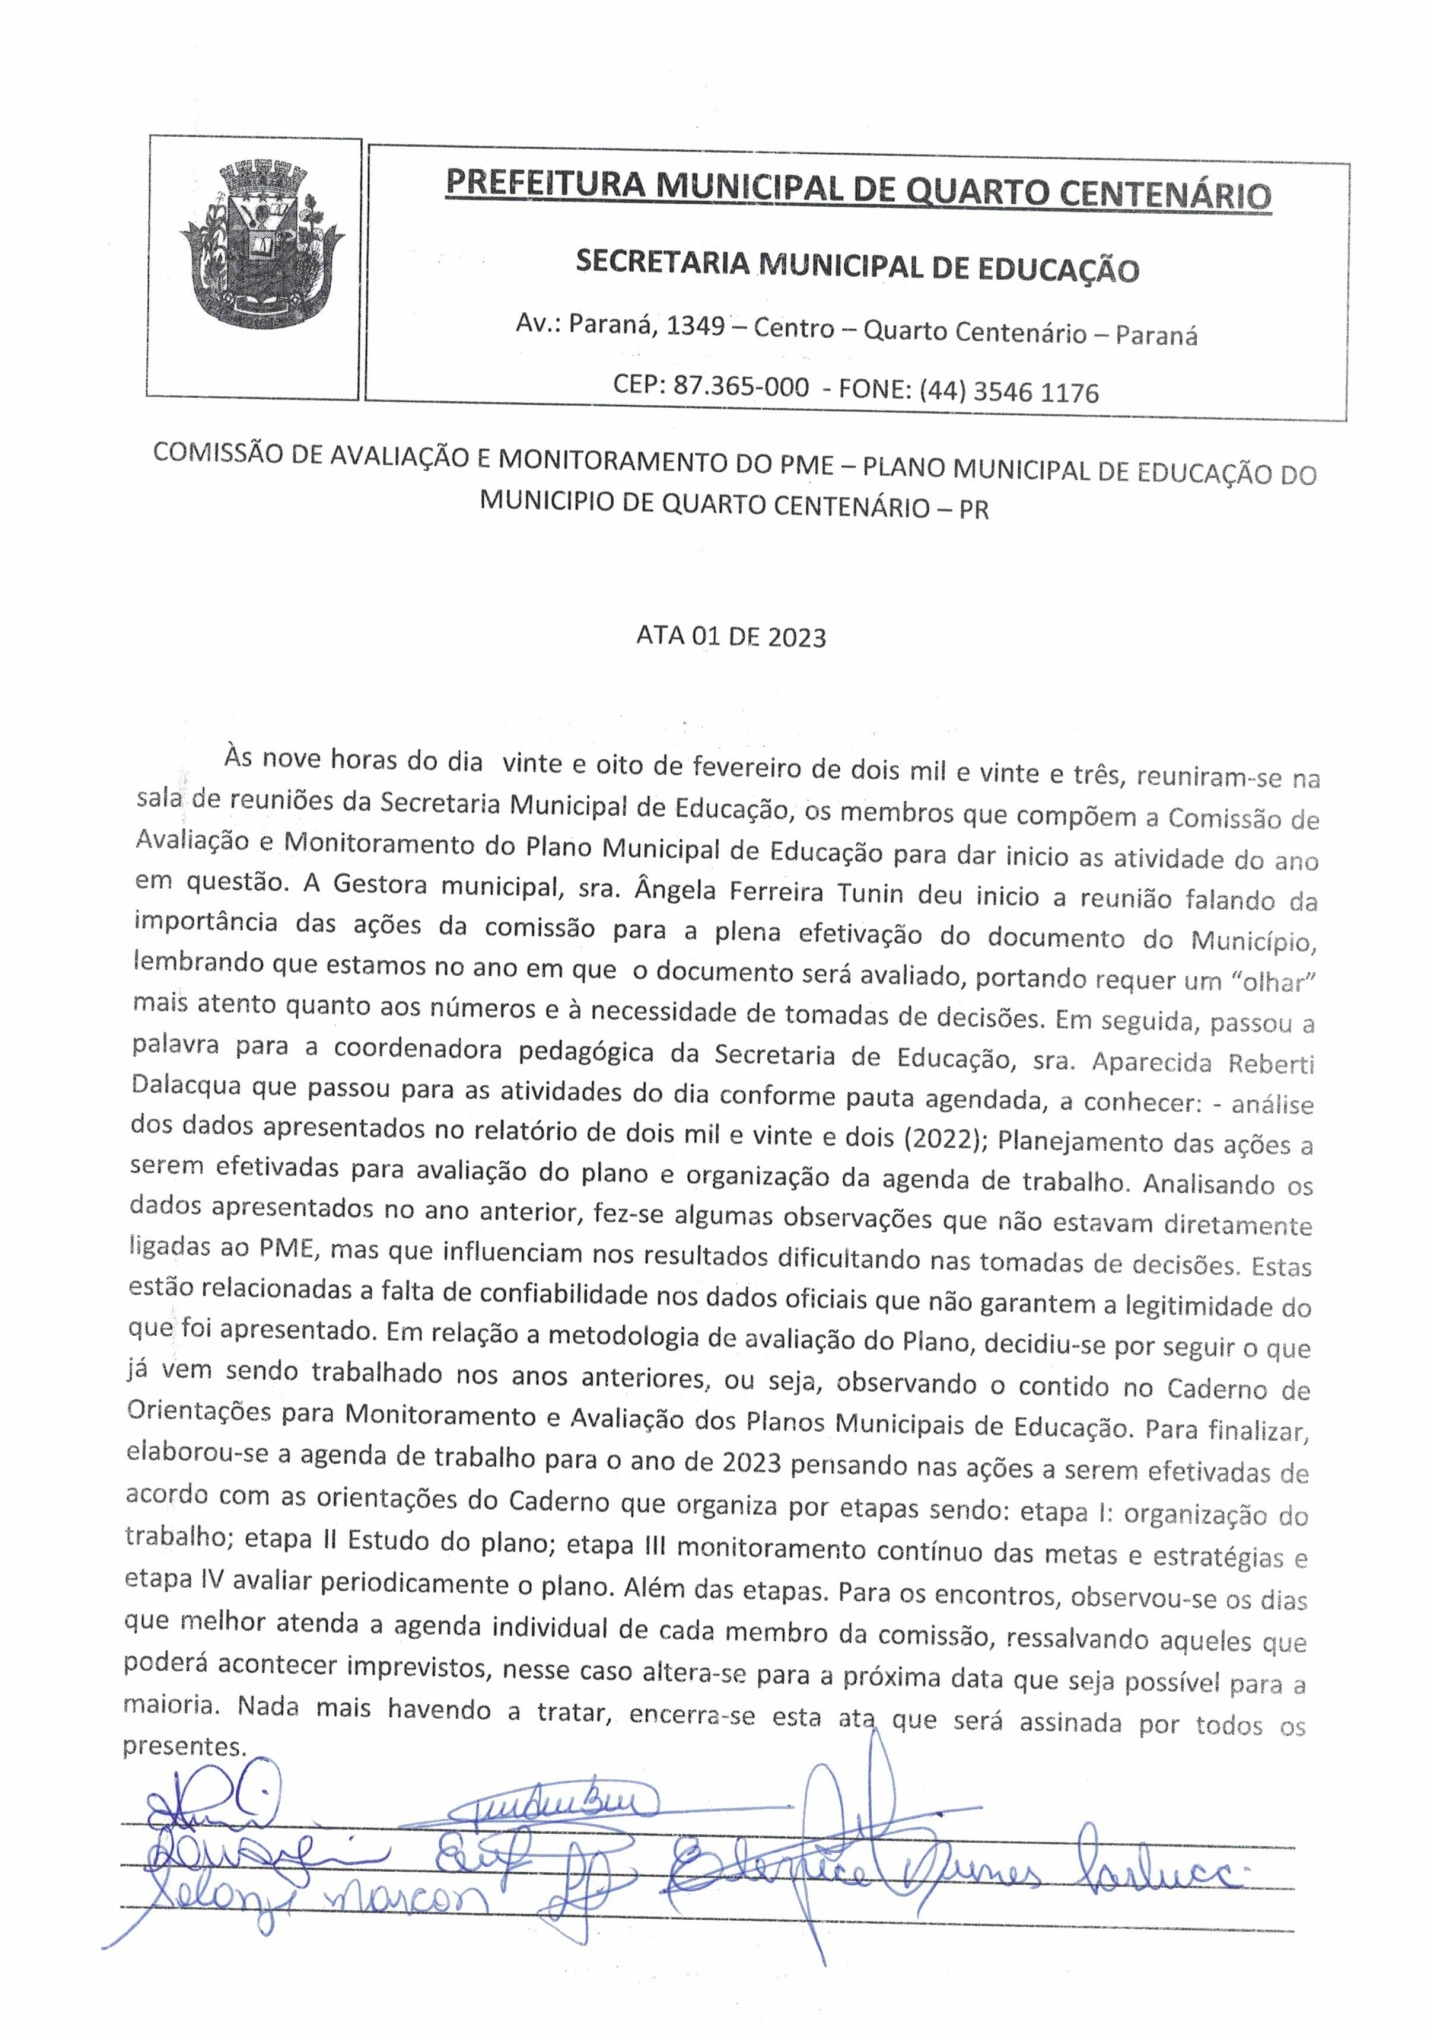 PREFEITURA MUNICIPAL DE QUARTO CENTENÁRIO
SECRETARIA MUNICIPAL DE EDUCAÇÃO
Av.: Paraná, 1349 – Centro – Quarto Centenário – Paraná
CEP: 87.365-000 - FONE: (44) 3546 1176
COMISSÃO DE AVALIAÇÃO E MONITORAMENTO DO PME – PLANO MUNICIPAL DE EDUCAÇÃO DO
MUNICIPIO DE QUARTO CENTENÁRIO – PR
ATA 01 DE 2023
Às nove horas do dia vinte e oito de fevereiro de dois mil e vinte e três, reuniram-se na
sala de reuniões da Secretaria Municipal de Educação, os membros que compõem a Comissão de
Avaliação e Monitoramento do Plano Municipal de Educação para dar inicio as atividade do ano
em questão. A Gestora municipal, sra. Ângela Ferreira Tunin deu inicio a reunião falando da
importância das ações da comissão para a plena efetivação do documento do Município,
lembrando que estamos no ano em que o documento será avaliado, portando requer um “olhar”
mais atento quanto aos números e à necessidade de tomadas de decisões. Em seguida, passou a
palavra para a coordenadora pedagógica da Secretaria de Educação, sra. Aparecida Reberti
Dalacqua que passou para as atividades do dia conforme pauta agendada, a conhecer: - análise
dos dados apresentados no relatório de dois mil e vinte e dois (2022); Planejamento das ações a
serem efetivadas para avaliação do plano e organização da agenda de trabalho. Analisando os
dados apresentados no ano anterior, fez-se algumas observações que não estavam diretamente
ligadas ao PME, mas que influenciam nos resultados dificultando nas tomadas de decisões. Estas
estão relacionadas a falta de confiabilidade nos dados oficiais que não garantem a legitimidade do
que foi apresentado. Em relação a metodologia de avaliação do Plano, decidiu-se por seguir o que
já vem sendo trabalhado nos anos anteriores, ou seja, observando o contido no Caderno de
Orientações para Monitoramento e Avaliação dos Planos Municipais de Educação. Para finalizar,
elaborou-se a agenda de trabalho para o ano de 2023 pensando nas ações a serem efetivadas de
acordo com as orientações do Caderno que organiza por etapas sendo: etapa I: organização do
trabalho; etapa II Estudo do plano; etapa III monitoramento contínuo das metas e estratégias e
etapa IV avaliar periodicamente o plano. Além das etapas. Para os encontros, observou-se os dias
que melhor atenda a agenda individual de cada membro da comissão, ressalvando aqueles que
poderá acontecer imprevistos, nesse caso altera-se para a próxima data que seja possível para a
maioria. Nada mais havendo a tratar, encerra-se esta ata que será assinada por todos os
presentes.
Nunes Carlucci
Marcon